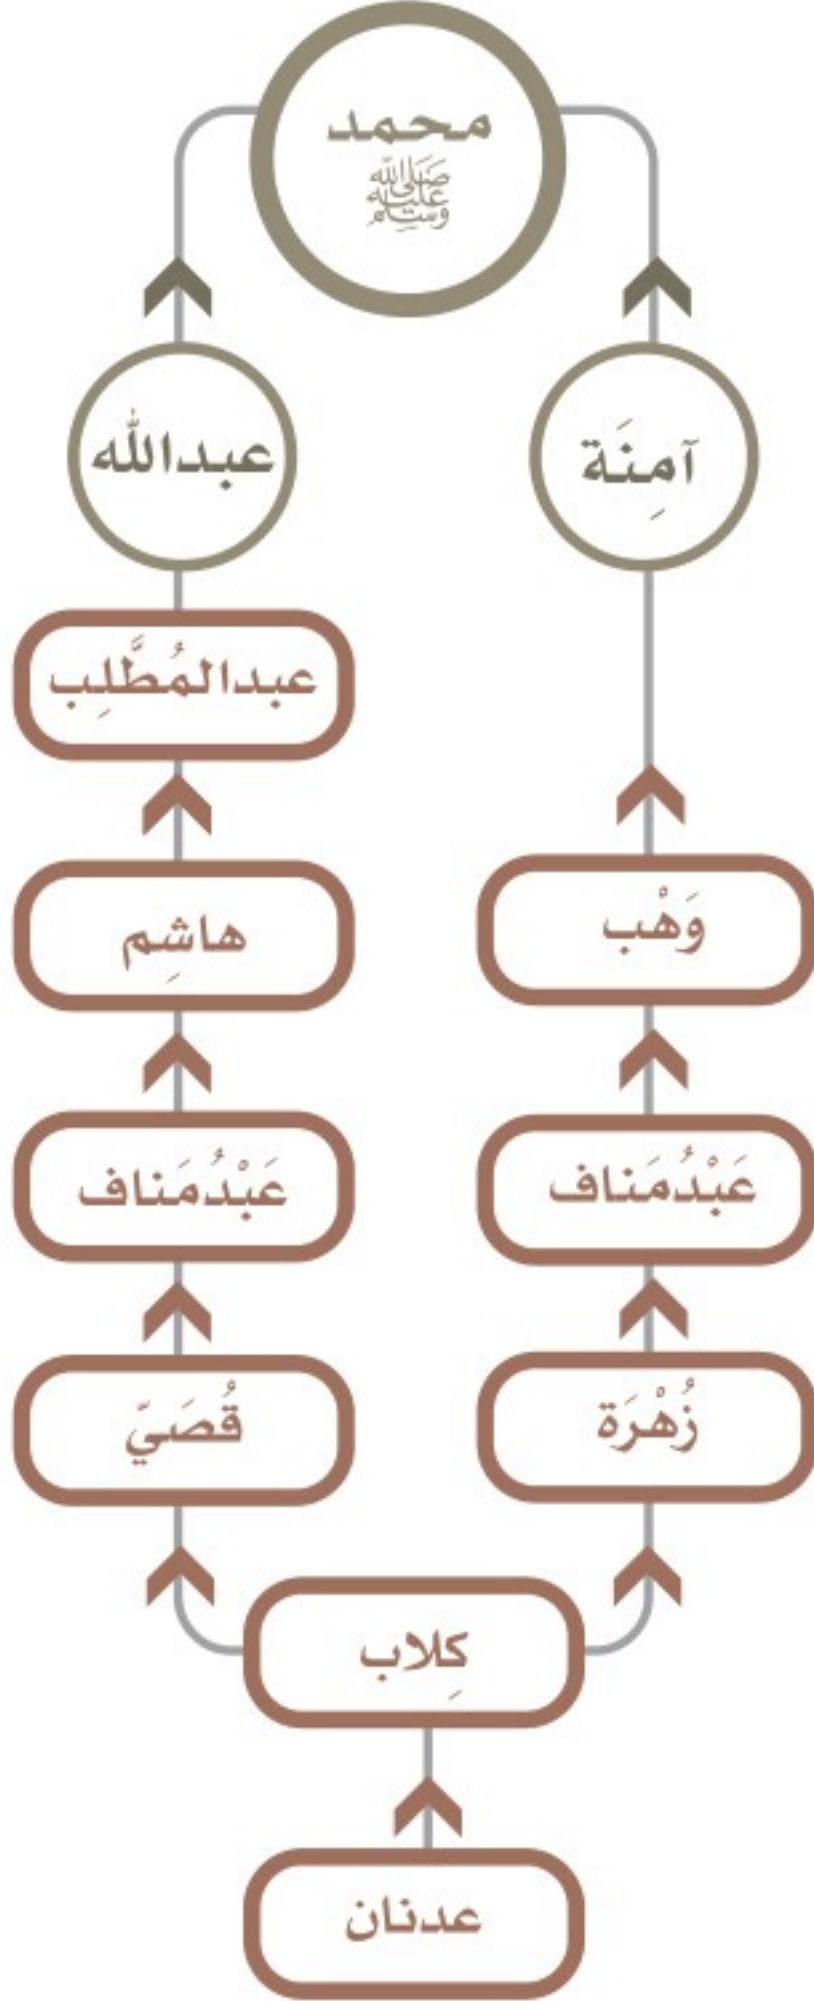 محمد
صلى الله
عليه
وسلم
آمِنَة
عبدالله
عبدالمُطَّلِب
وَهْب
هاشِم
عَبْدُمَناف
عَبْدُمَناف
زُهْرَة
قُصَيّ
كِلاب
عدنان